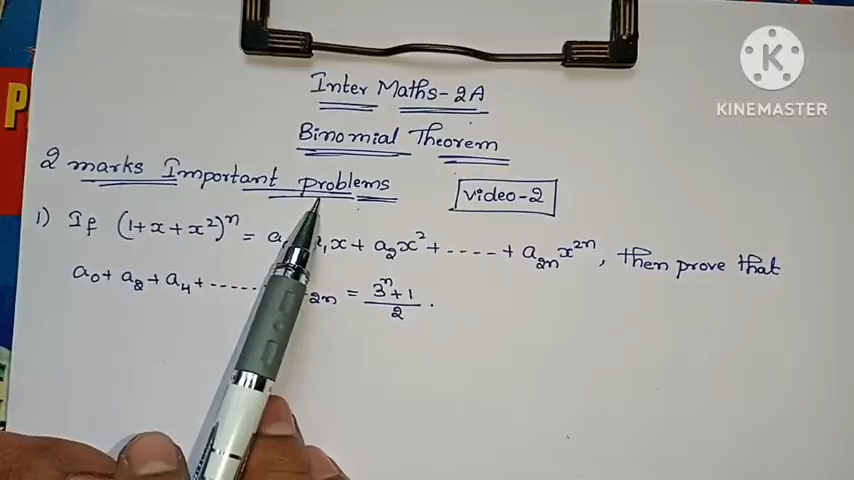 KINEMASTER
Inter Maths-2A
Binomial Theorem
2 marks Important problems
video-2
1) If (1+x+x²)ⁿ = a x + a₂x² + ---- + a₂ₙx²ⁿ, then prove that
a₀+a₂+a₄+ ----- 2n = 3ⁿ+1/2 .